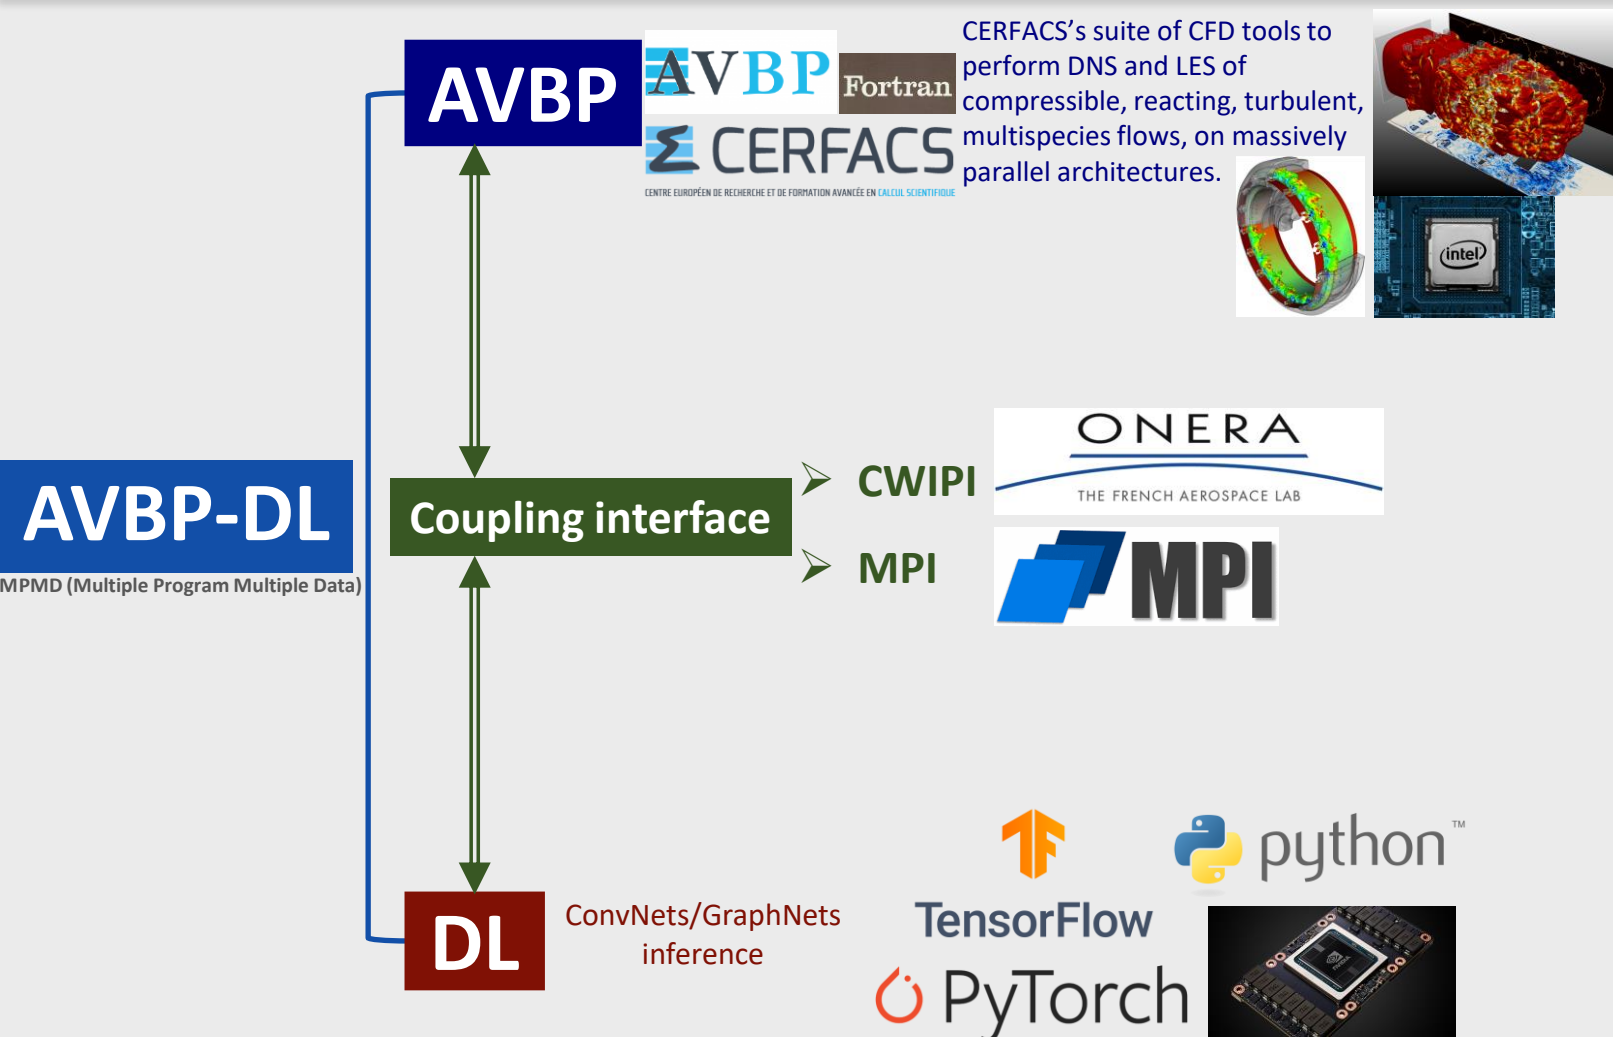 AVBP
AVBP
Fortran
CERFACS
CENTRE EUROPÉEN DE RECHERCHE ET DE FORMATION AVANCÉE EN CALCUL SCIENTIFIQUE
CERFACS's suite of CFD tools to
perform DNS and LES of
compressible, reacting, turbulent,
multispecies flows, on massively
parallel architectures.
intel
AVBP-DL
MPMD (Multiple Program Multiple Data)
Coupling interface
➢ CWIPI
ONERA
THE FRENCH AEROSPACE LAB
➢ MPI
MPI
DL
ConvNets/GraphNets
inference
TensorFlow
python™
PyTorch
NVIDIA